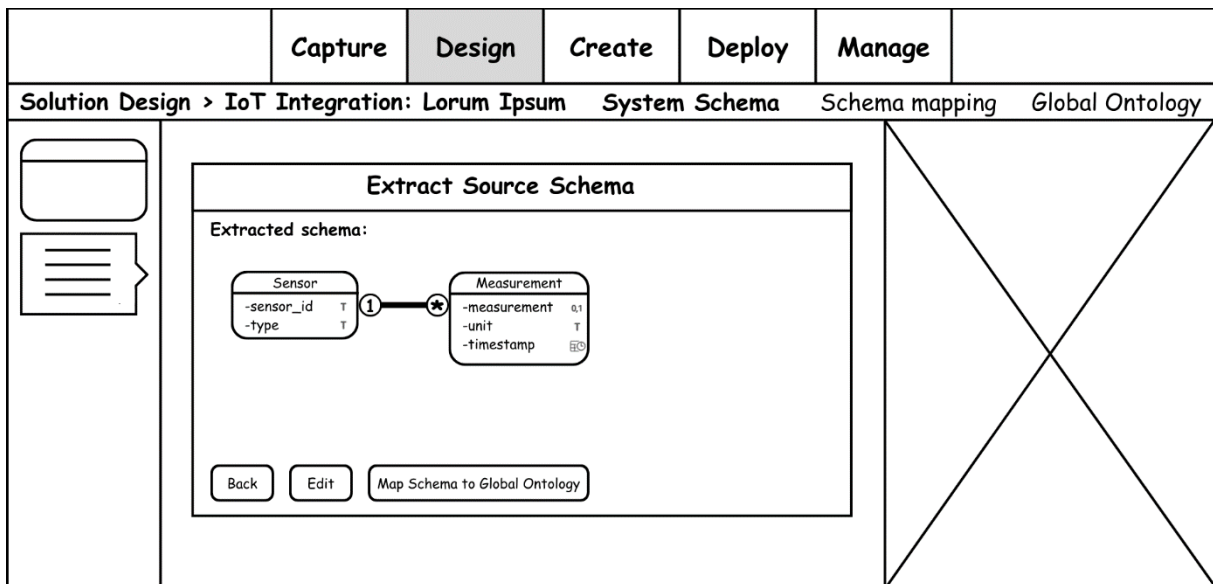 Capture Design Create Deploy Manage
Solution Design > IoT Integration: Lorum Ipsum System Schema Schema mapping Global Ontology
Extract Source Schema
Extracted schema:
Sensor
-sensor_id T
-type T
1 *
Measurement
-measurement 0,1
-unit T
-timestamp
Back Edit Map Schema to Global Ontology